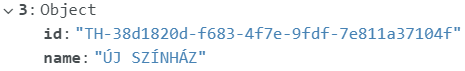 3: Object
id: "TH-38d1820d-f683-4f7e-9fdf-7e811a37104f"
name: "ÚJ SZÍNHÁZ"